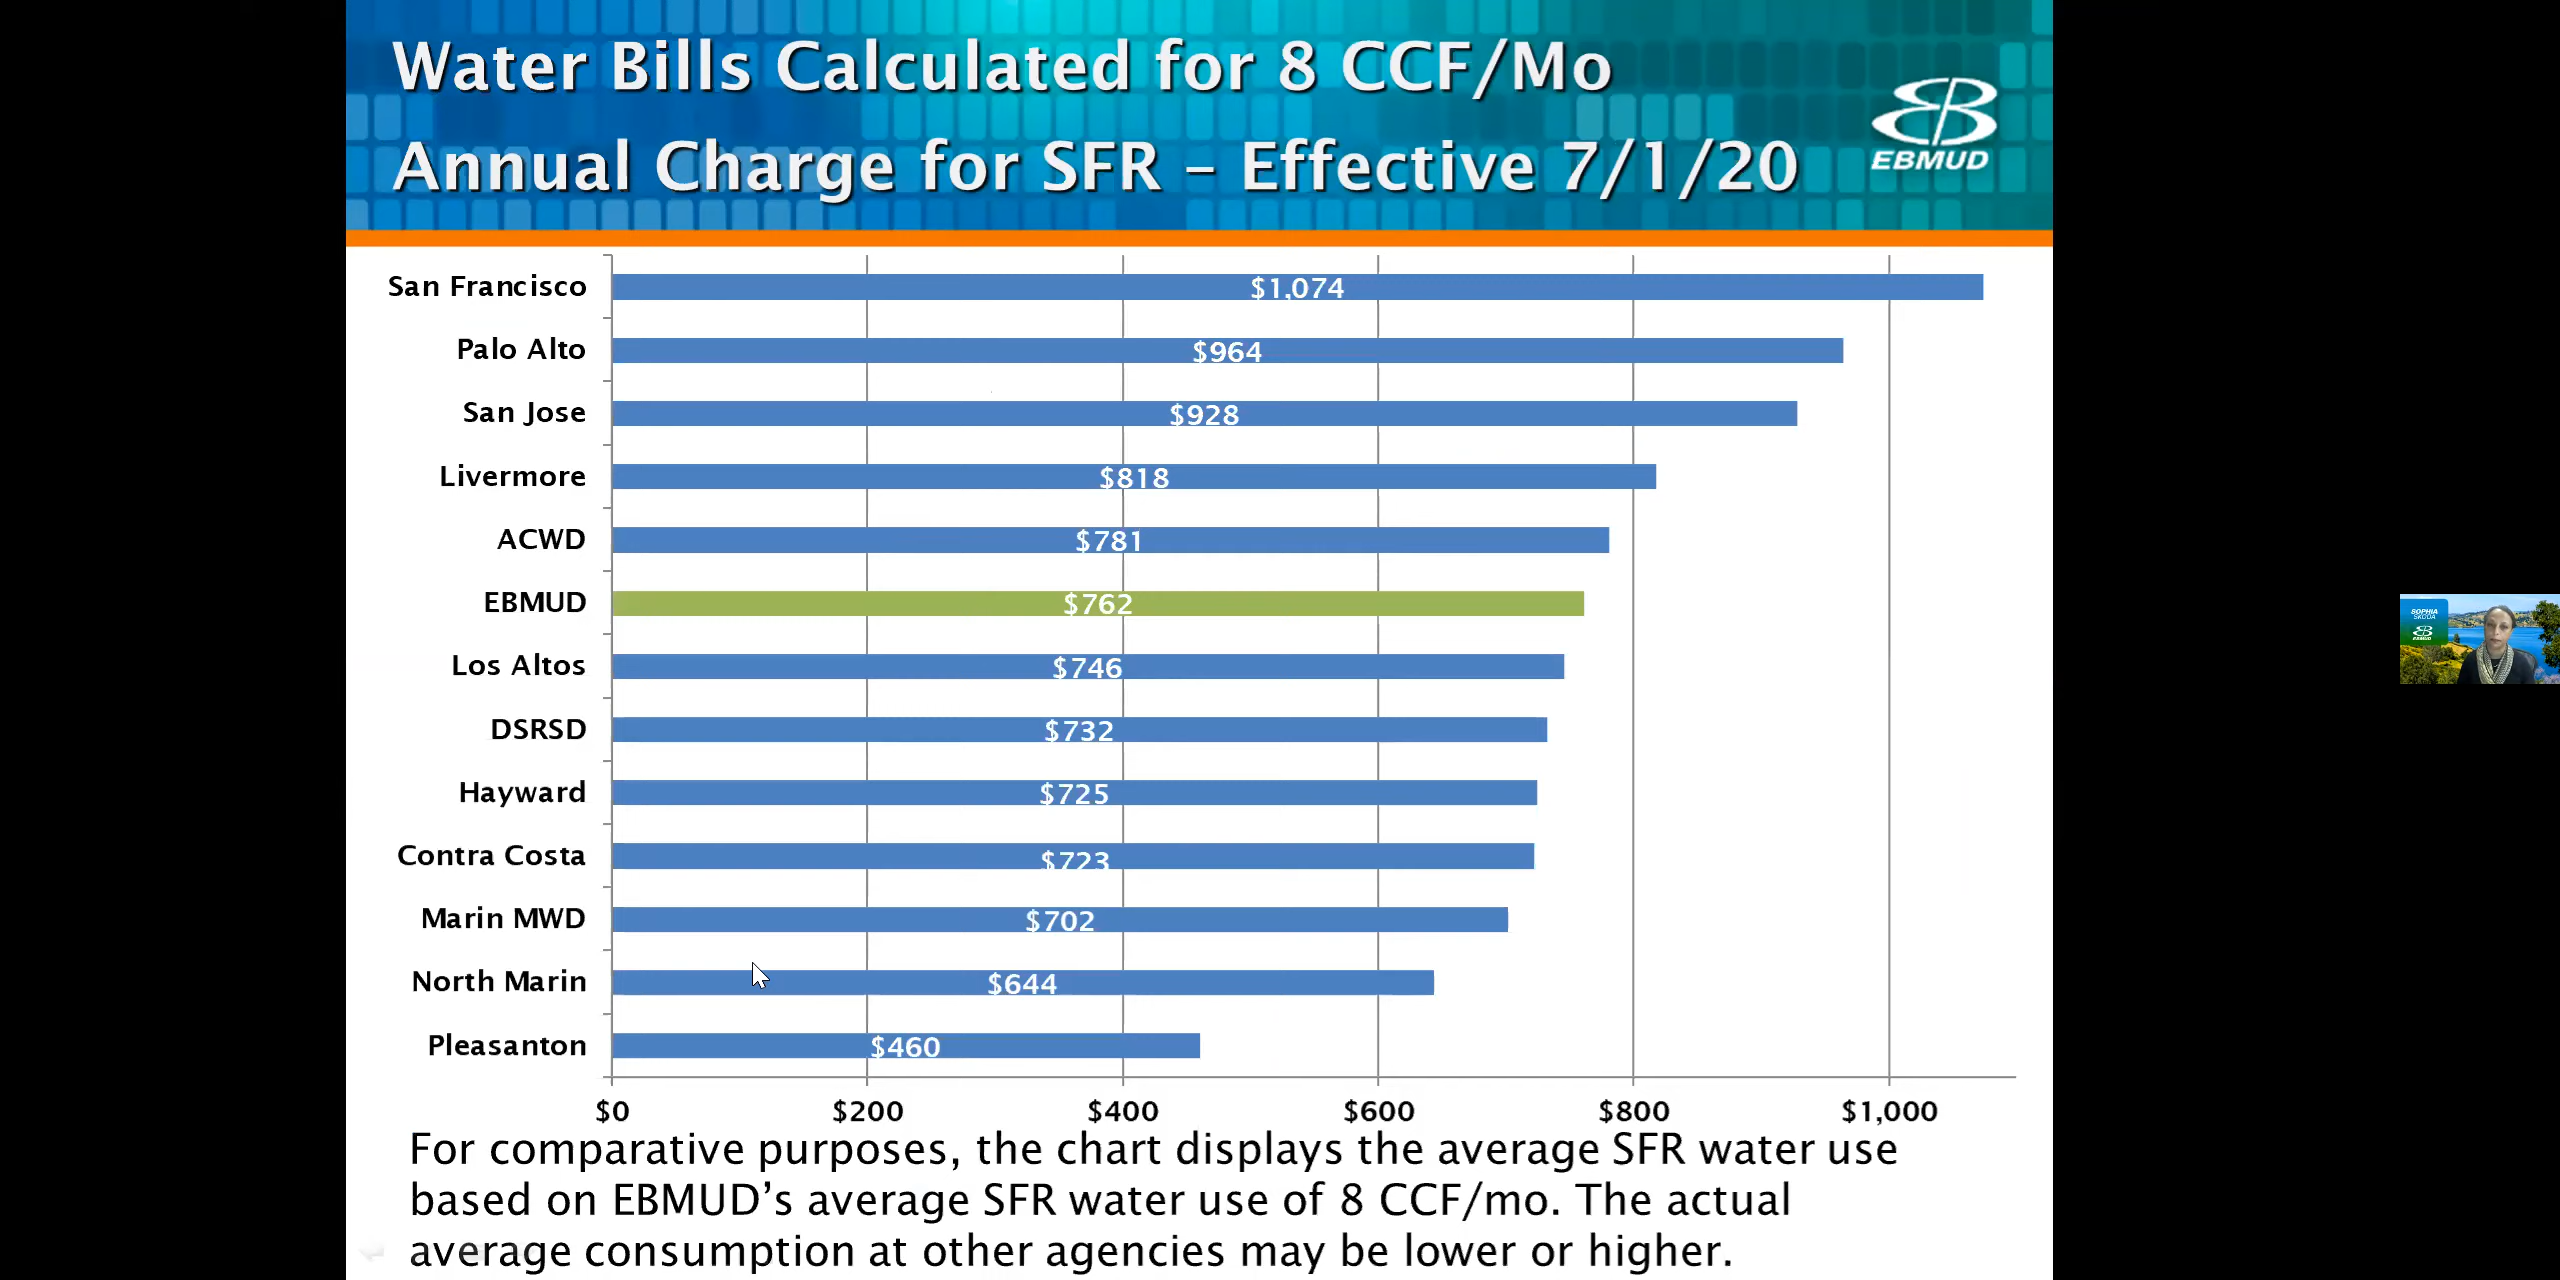 Water Bills Calculated for 8 CCF/Mo
Annual Charge for SFR – Effective 7/1/20
EBMUD
San Francisco $1,074
Palo Alto $964
San Jose $928
Livermore $818
ACWD $781
EBMUD $762
Los Altos $746
DSRSD $732
Hayward $725
Contra Costa $723
Marin MWD $702
North Marin $644
Pleasanton $460
$0 $200 $400 $600 $800 $1,000
For comparative purposes, the chart displays the average SFR water use
based on EBMUD’s average SFR water use of 8 CCF/mo. The actual
average consumption at other agencies may be lower or higher.
SOPHIA
SKODA
EBMUD